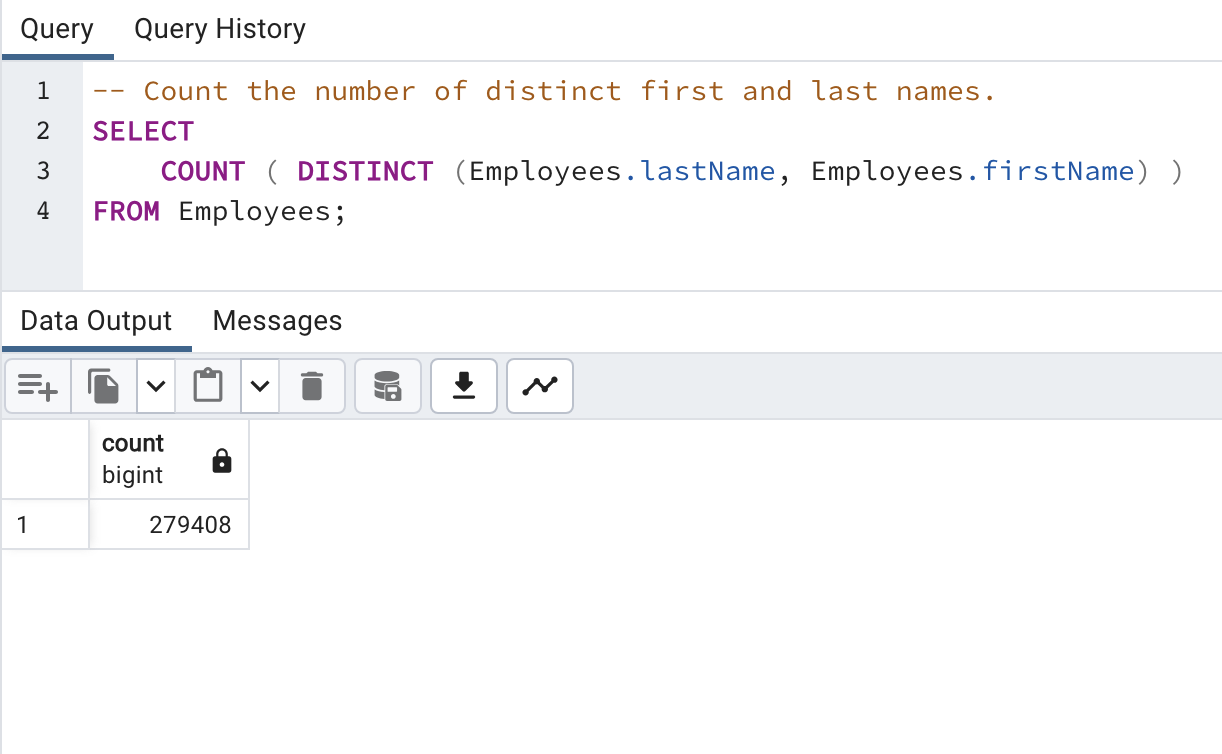 Query Query History
1 -- Count the number of distinct first and last names.
2 SELECT
3 COUNT ( DISTINCT (Employees.lastName, Employees.firstName) )
4 FROM Employees;
Data Output Messages
count
bigint
1 279408